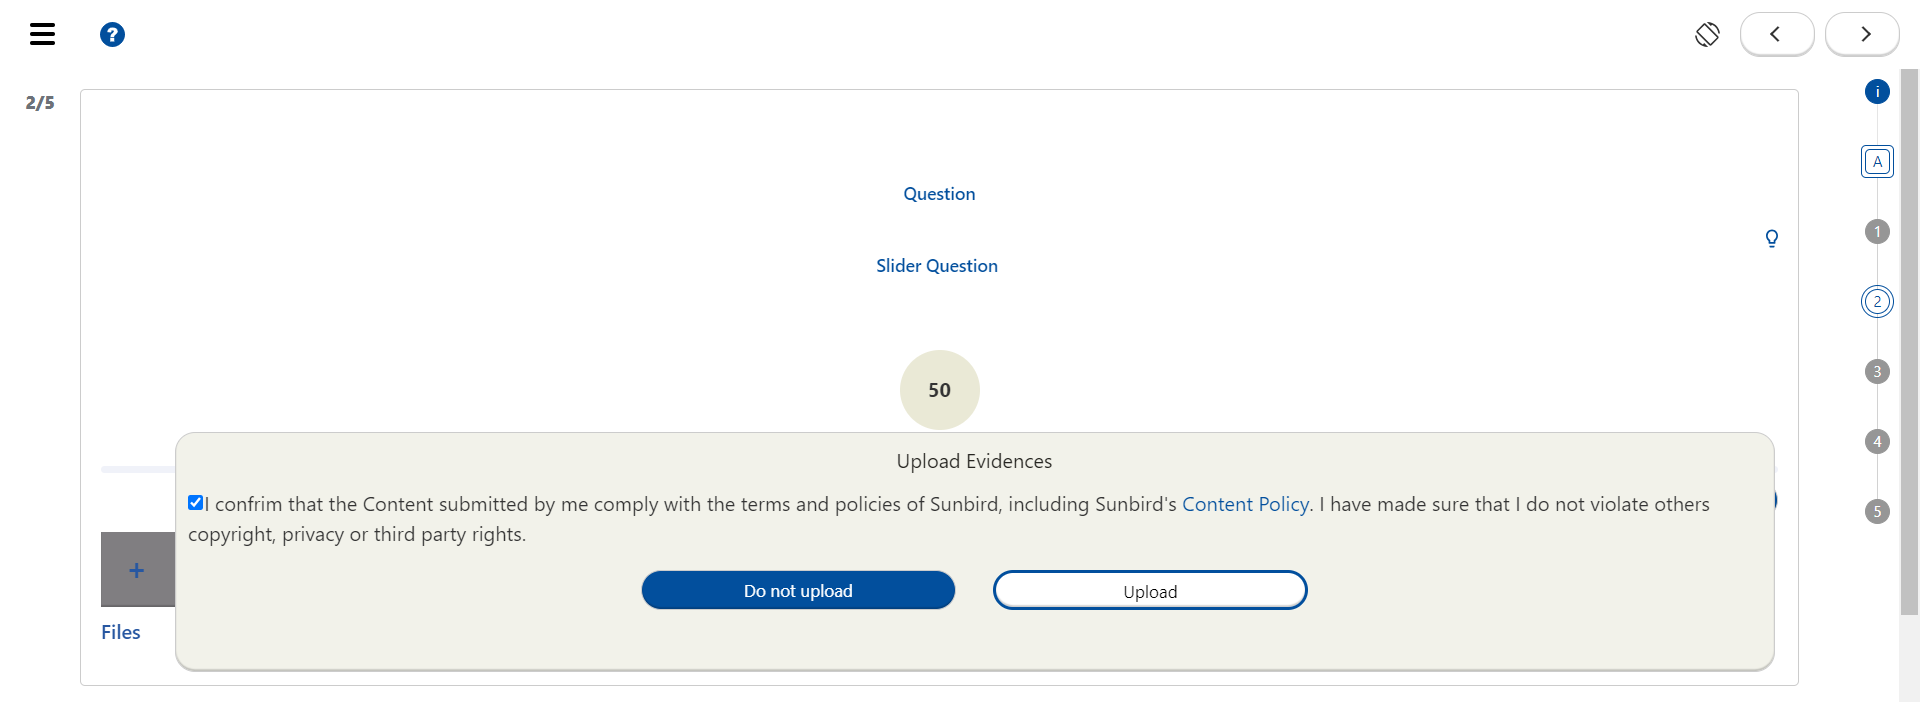 ?
2/5
i
A
Question
1
Slider Question
2
50
3
Upload Evidences
4
I confrim that the Content submitted by me comply with the terms and policies of Sunbird, including Sunbird's Content Policy. I have made sure that I do not violate others
copyright, privacy or third party rights.
5
+
Do not upload
Upload
Files